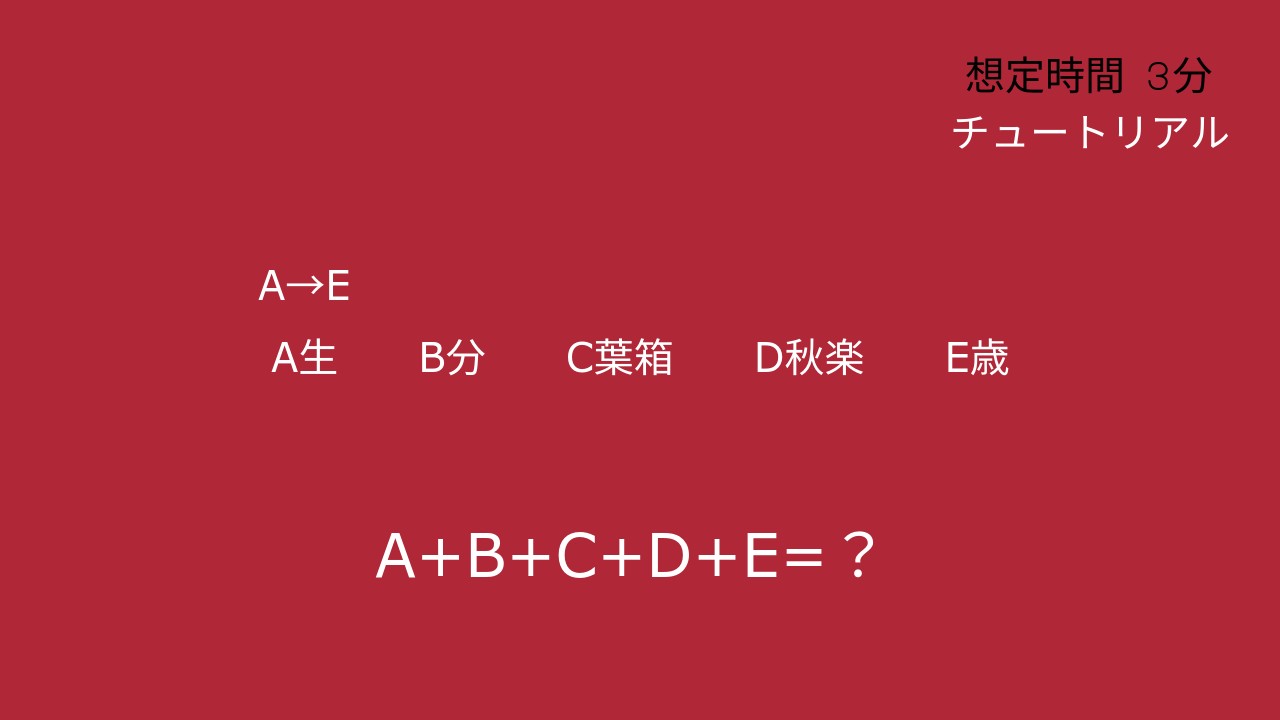 想定時間 3分
チュートリアル
A→E
A生 B分 C葉箱 D秋楽 E歳
A+B+C+D+E=？